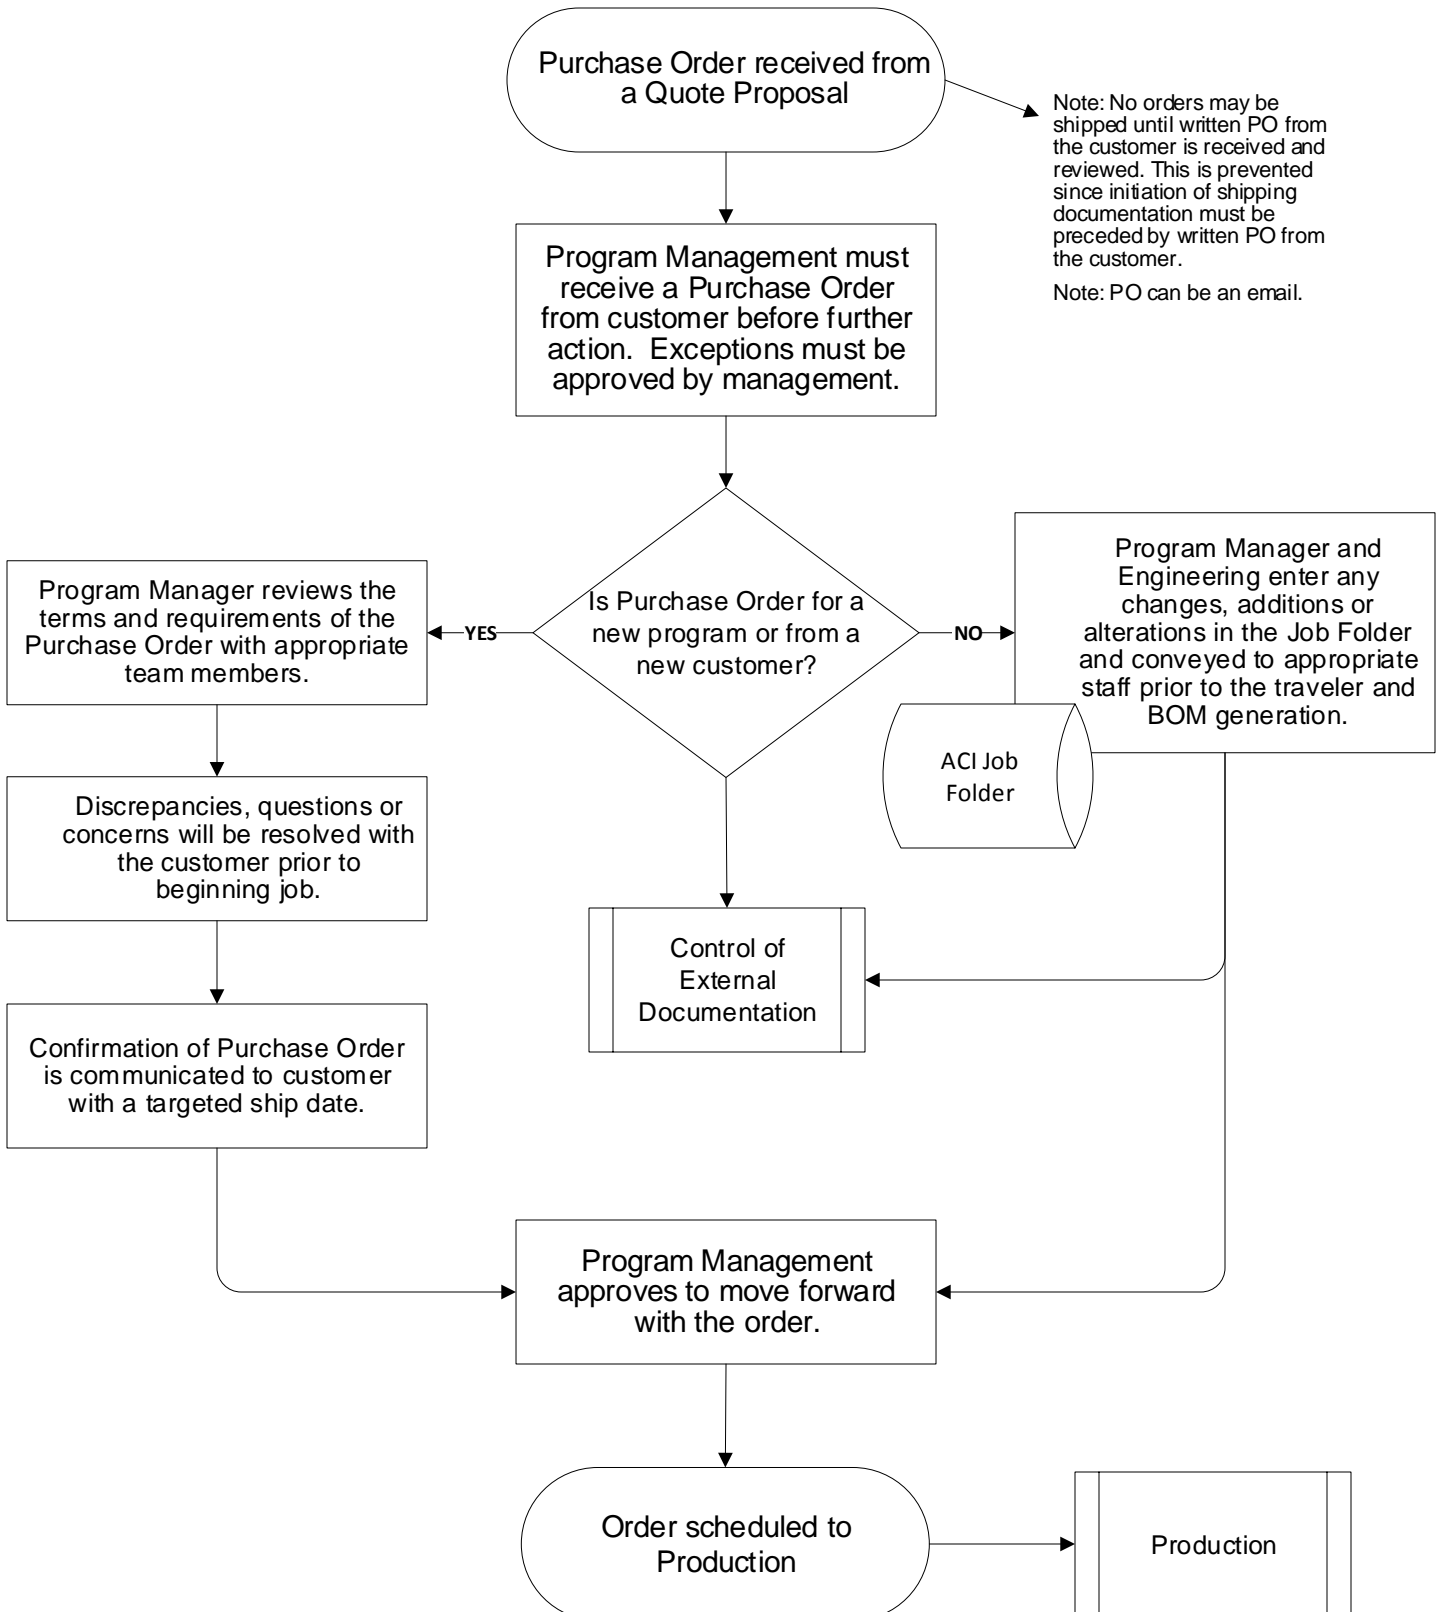 Purchase Order received from
a Quote Proposal
Note: No orders may be
shipped until written PO from
the customer is received and
reviewed. This is prevented
since initiation of shipping
documentation must be
preceded by written PO from
the customer.
Note: PO can be an email.
Program Management must
receive a Purchase Order
from customer before further
action. Exceptions must be
approved by management.
Is Purchase Order for a
new program or from a
new customer?
YES
NO
Program Manager reviews the
terms and requirements of the
Purchase Order with appropriate
team members.
Program Manager and
Engineering enter any
changes, additions or
alterations in the Job Folder
and conveyed to appropriate
staff prior to the traveler and
BOM generation.
ACI Job
Folder
Discrepancies, questions or
concerns will be resolved with
the customer prior to
beginning job.
Control of
External
Documentation
Confirmation of Purchase Order
is communicated to customer
with a targeted ship date.
Program Management
approves to move forward
with the order.
Order scheduled to
Production
Production